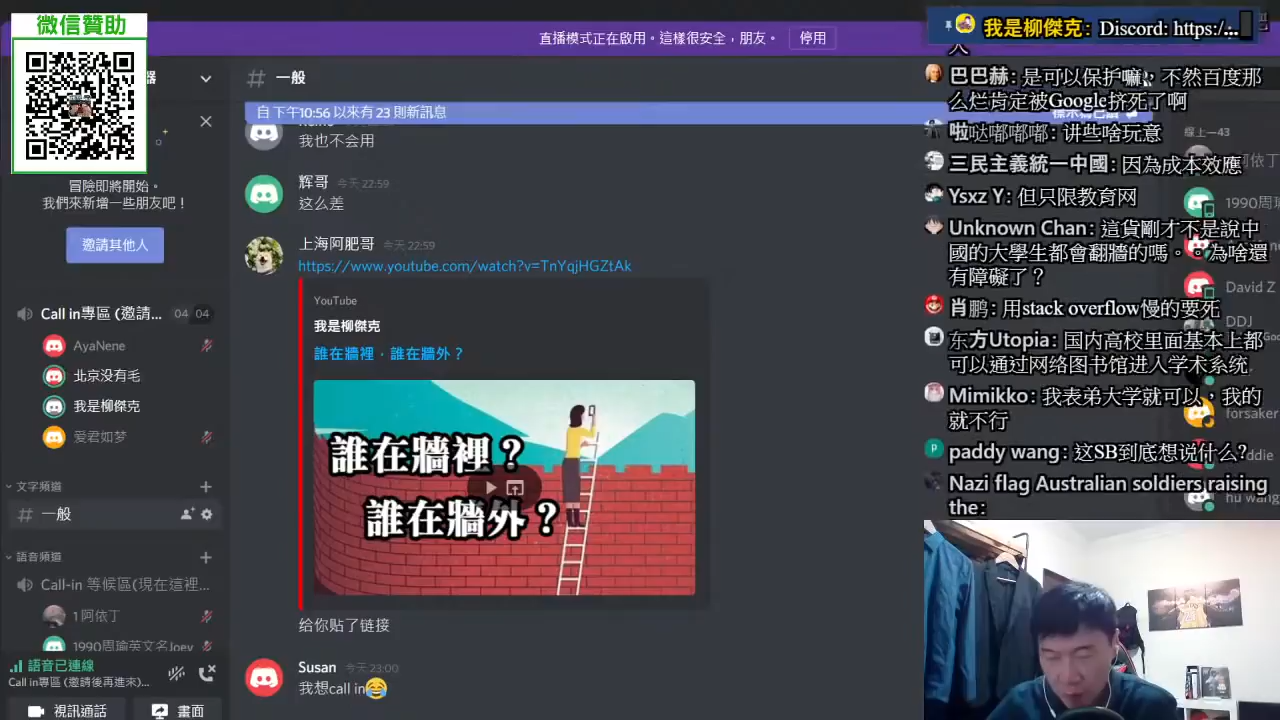 微信贊助
器
冒險即將開始。
我們來新增一些朋友吧！
邀請其他人
Call in專區 (邀請...
04 04
AyaNene
北京没有毛
我是柳傑克
爱君如梦
文字頻道
一般
語音頻道
Call-in 等候區(現在這裡...
1 阿依丁
1990周瑜英文名Joey
語音已連線
Call in專區 (邀請後再進來)...
視訊通話
畫面
直播模式正在啟用。這樣很安全，朋友。
停用
# 一般
自 下午10:56 以來有 23 則新訊息
我也不会用
辉哥 今天 22:59
这么差
上海阿肥哥 今天 22:59
https://www.youtube.com/watch?v=TnYqjHGZtAk
YouTube
我是柳傑克
誰在牆裡．誰在牆外？
誰在牆裡？
誰在牆外？
给你贴了链接
Susan 今天 23:00
我想call in😂
我是柳傑克: Discord: https:/...
巴巴赫: 是可以保护嘛，不然百度那
么烂肯定被Google挤死了啊
啦哒嘟嘟嘟: 讲些啥玩意
三民主義統一中國: 因為成本效應
Ysxz Y: 但只限教育网
Unknown Chan: 這貨剛才不是說中
國的大學生都會翻牆的嗎。。為啥還
有障礙了？
肖鹏: 用stack overflow慢的要死
东方Utopia: 国内高校里面基本上都
可以通过网络图书馆进入学术系统
Mimikko: 我表弟大学就可以，我的
就不行
paddy wang: 这SB到底想说什么?
Nazi flag Australian soldiers raising
the:
線上—43
1990周
David Z
DDJ
forsaker
hu wang